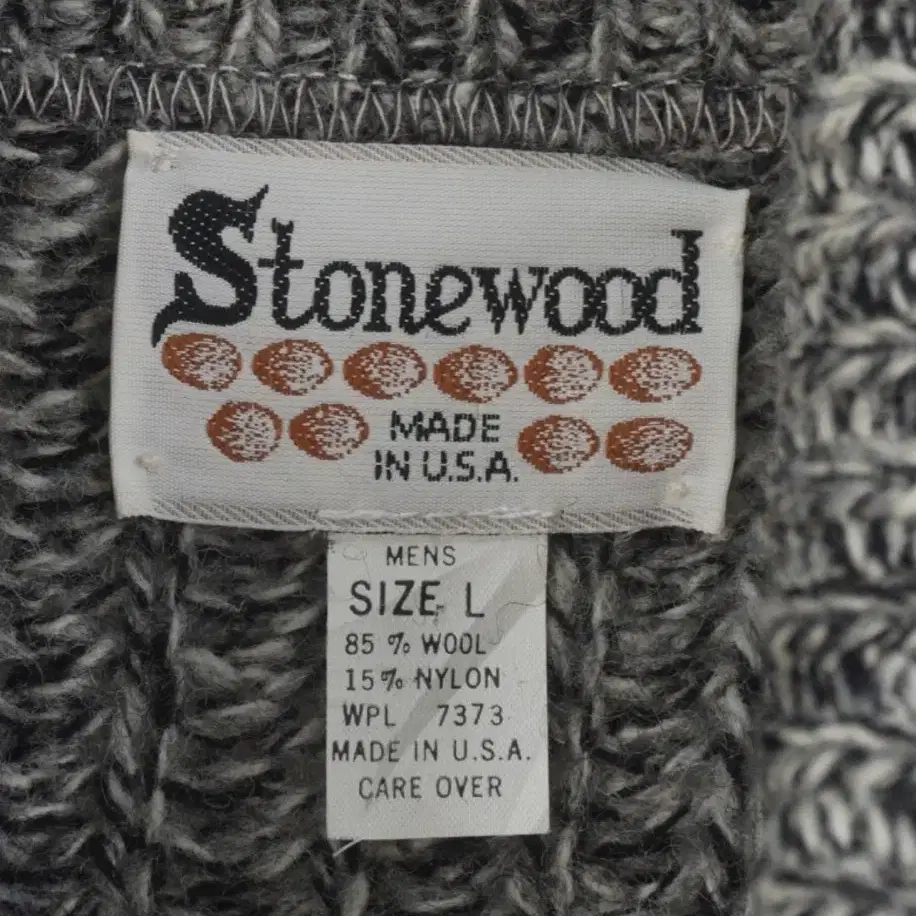 Stonewood
MADE
IN U.S.A.
MENS
SIZE L
85 % WOOL
15% NYLON
WPL 7373
MADE IN U.S.A.
CARE OVER